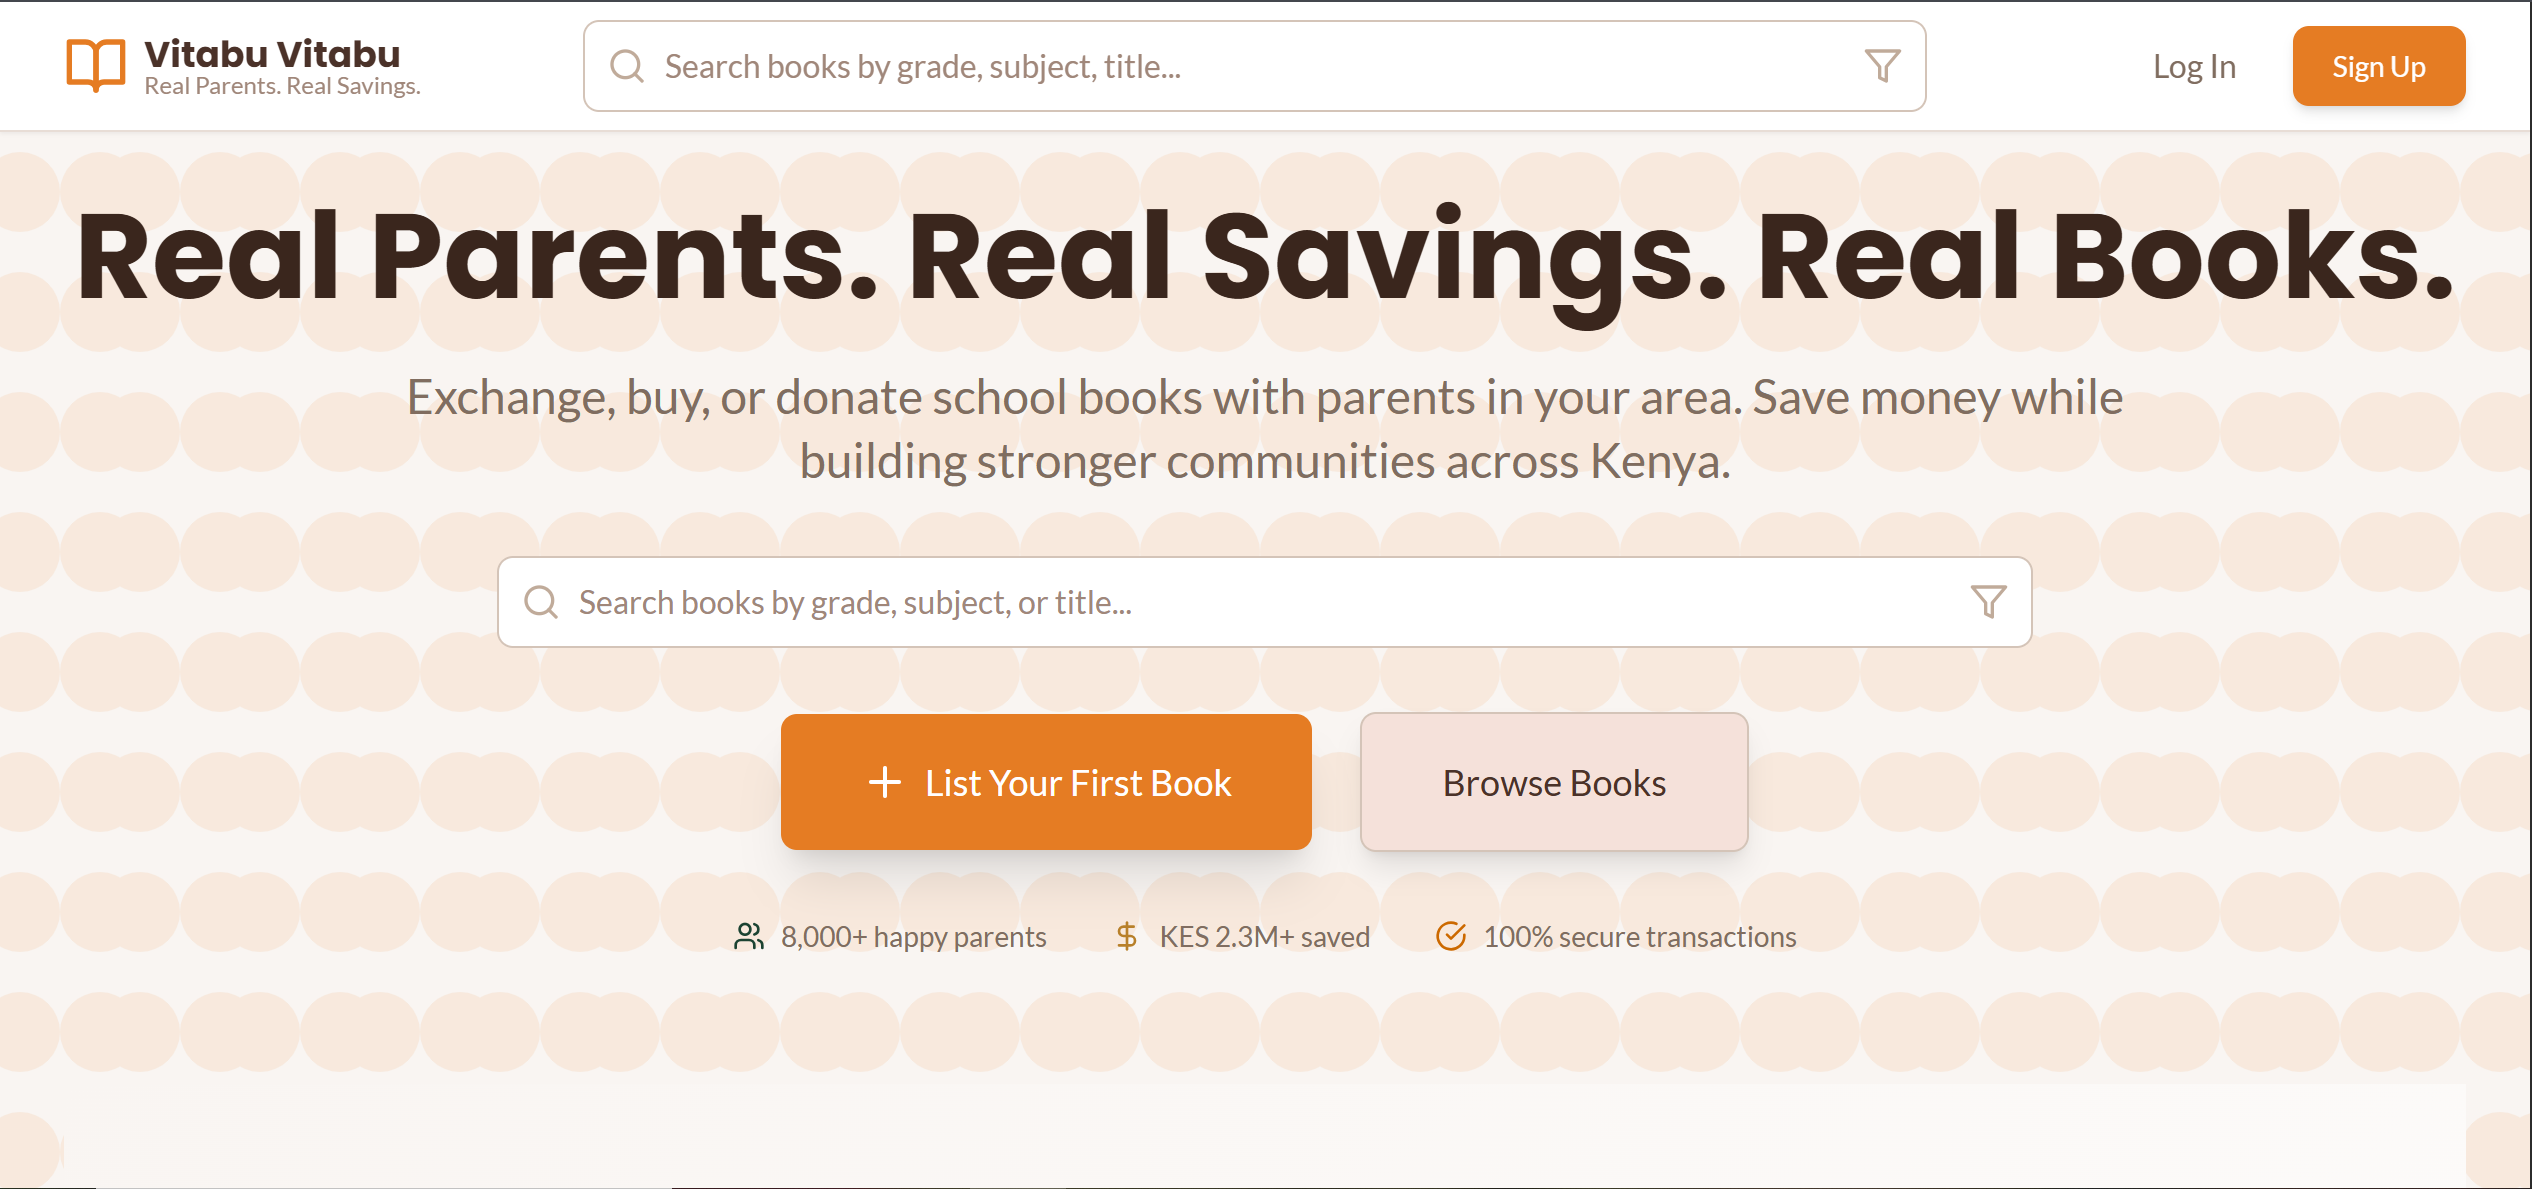 Vitabu Vitabu
Real Parents. Real Savings.
Search books by grade, subject, title...
Log In
Sign Up
Real Parents. Real Savings. Real Books.
Exchange, buy, or donate school books with parents in your area. Save money while
building stronger communities across Kenya.
Search books by grade, subject, or title...
List Your First Book
Browse Books
8,000+ happy parents
KES 2.3M+ saved
100% secure transactions